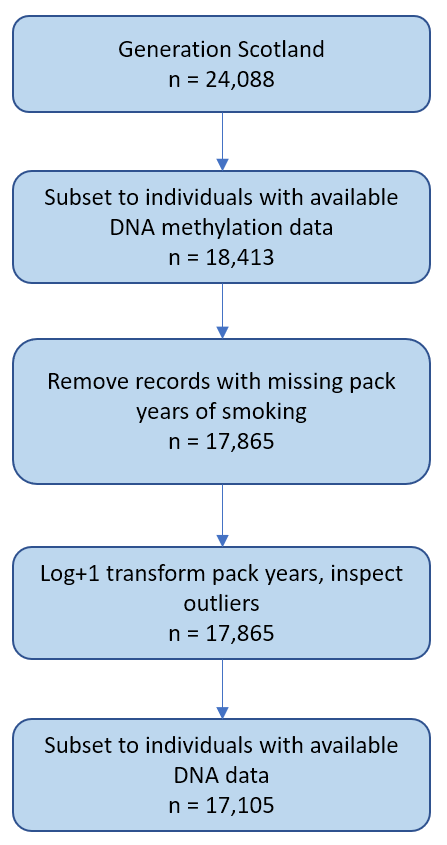 Generation Scotland
n = 24,088
Subset to individuals with available
DNA methylation data
n = 18,413
Remove records with missing pack
years of smoking
n = 17,865
Log+1 transform pack years, inspect
outliers
n = 17,865
Subset to individuals with available
DNA data
n = 17,105